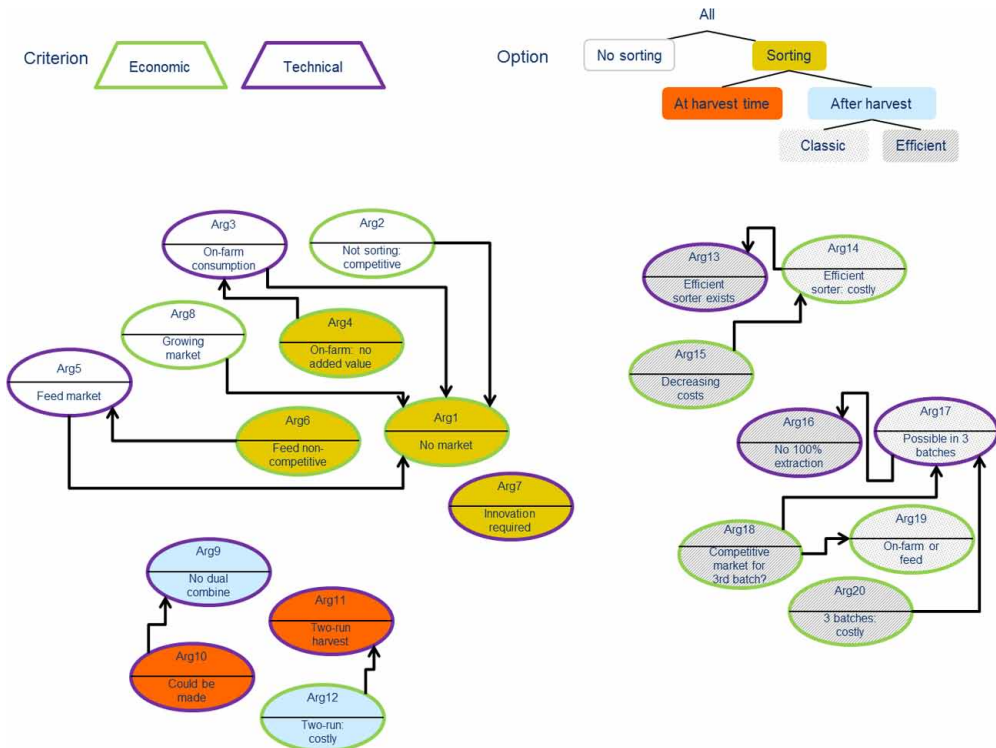 All
Criterion
Economic
Technical
Option
No sorting
Sorting
At harvest time
After harvest
Classic
Efficient
Arg3
On-farm
consumption
Arg2
Not sorting:
competitive
Arg8
Growing
market
Arg4
On-farm: no
added value
Arg5
Feed market
Arg6
Feed non-
competitive
Arg1
No market
Arg7
Innovation
required
Arg9
No dual
combine
Arg10
Could be
made
Arg11
Two-run
harvest
Arg12
Two-run:
costly
Arg13
Efficient
sorter exists
Arg14
Efficient
sorter: costly
Arg15
Decreasing
costs
Arg16
No 100%
extraction
Arg17
Possible in 3
batches
Arg18
Competitive
market for
3rd batch?
Arg19
On-farm or
feed
Arg20
3 batches:
costly